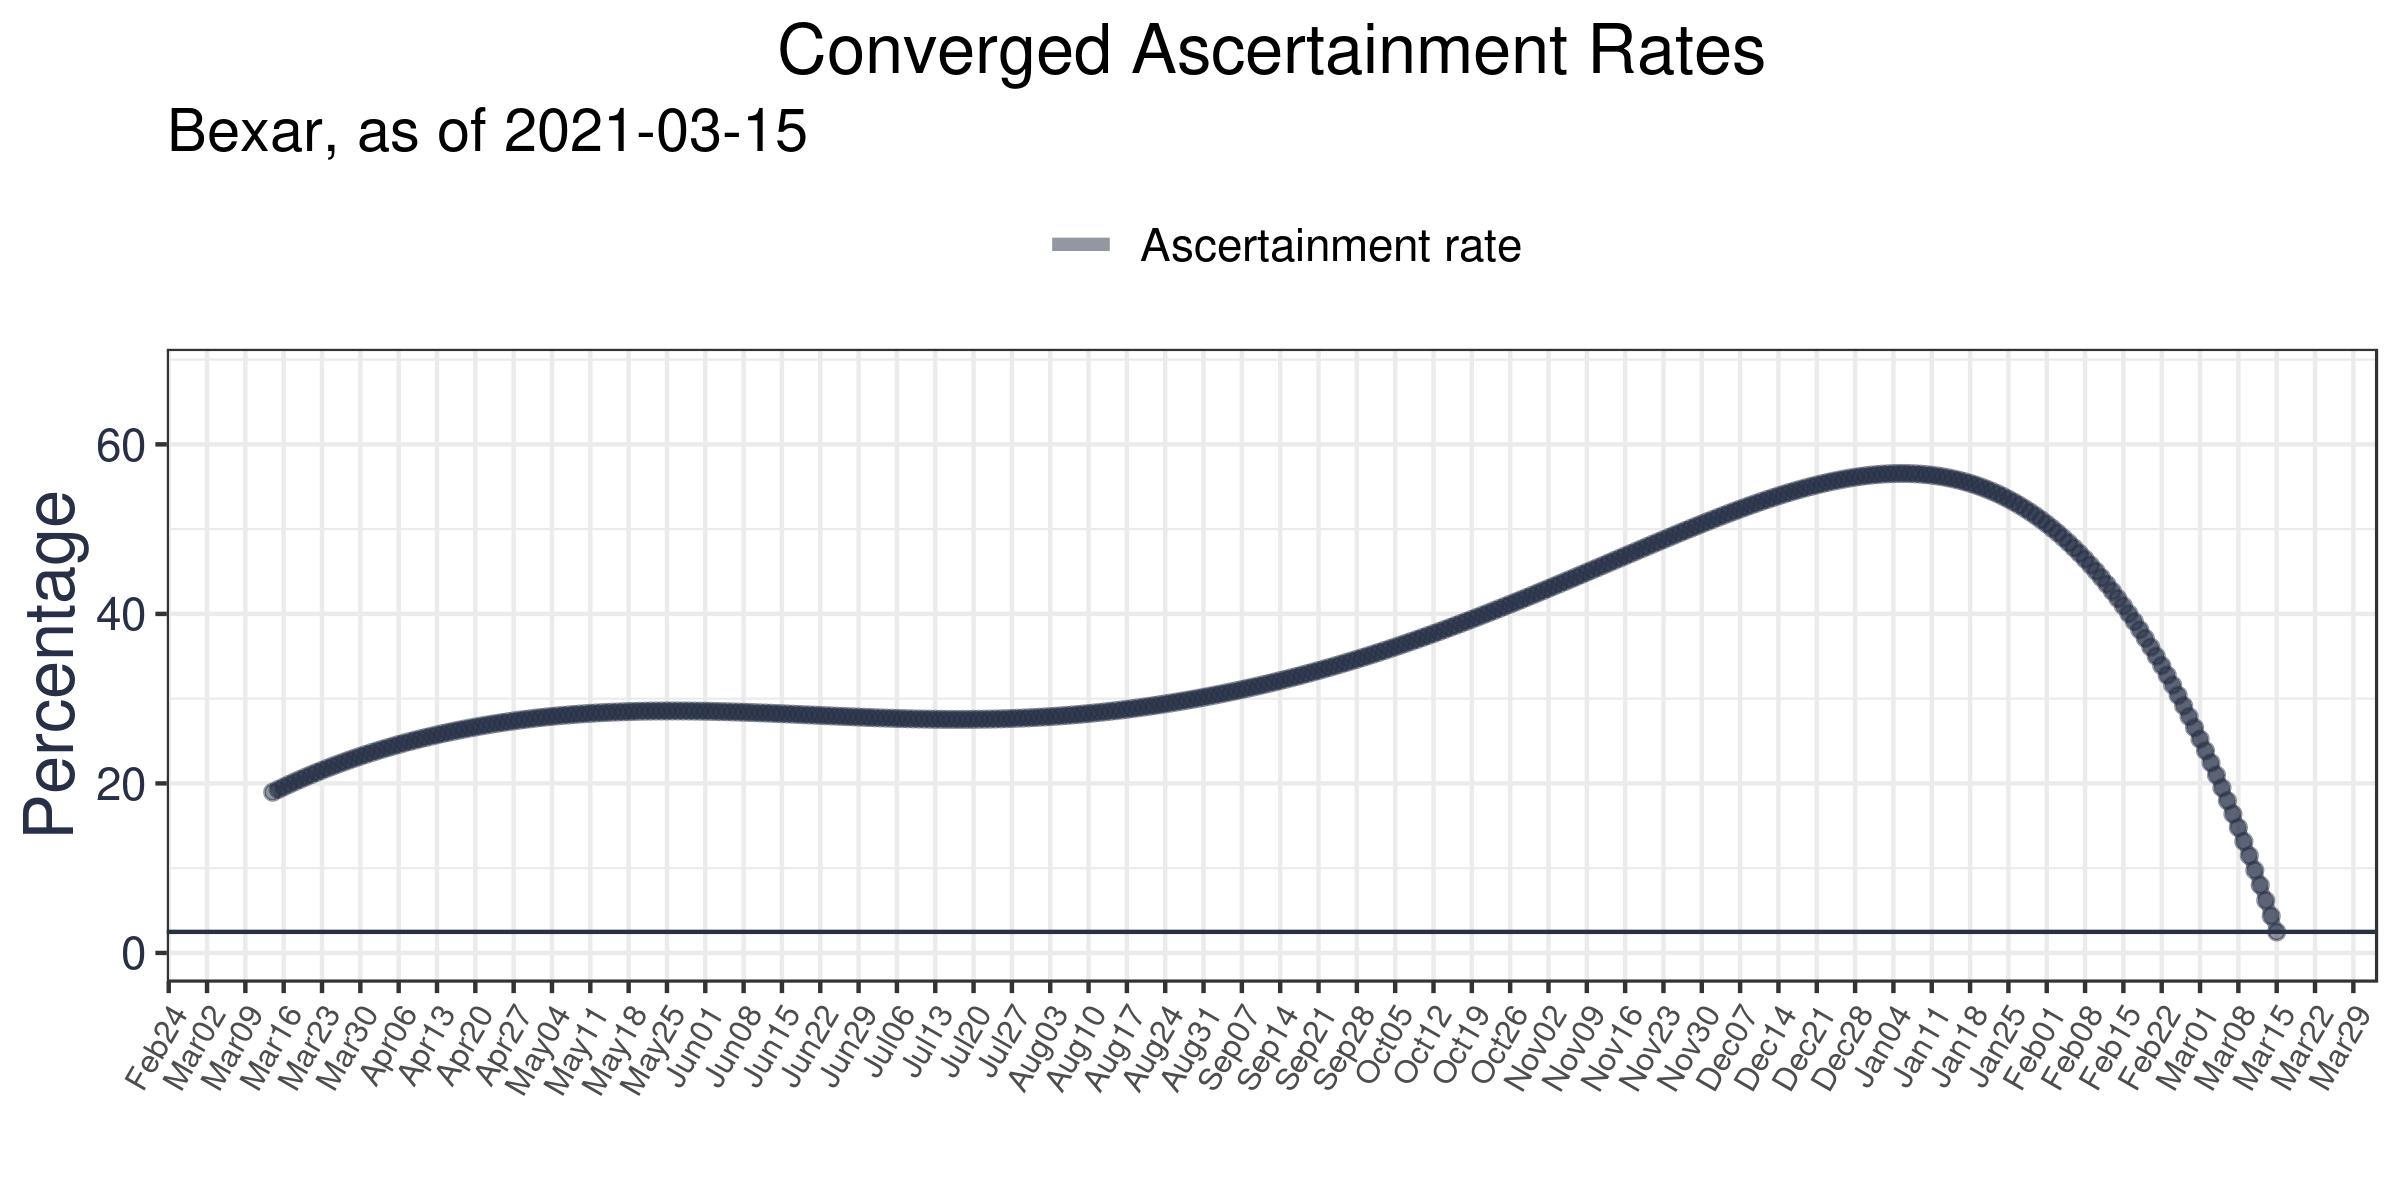 Converged Ascertainment Rates
Bexar, as of 2021-03-15
Ascertainment rate
Percentage
60
40
20
0
Feb24 Mar02 Mar09 Mar16 Mar23 Mar30 Apr06 Apr13 Apr20 Apr27 May04 May11 May18 May25 Jun01 Jun08 Jun15 Jun22 Jun29 Jul06 Jul13 Jul20 Jul27 Aug03 Aug10 Aug17 Aug24 Aug31 Sep07 Sep14 Sep21 Sep28 Oct05 Oct12 Oct19 Oct26 Nov02 Nov09 Nov16 Nov23 Nov30 Dec07 Dec14 Dec21 Dec28 Jan04 Jan11 Jan18 Jan25 Feb01 Feb08 Feb15 Feb22 Mar01 Mar08 Mar15 Mar22 Mar29